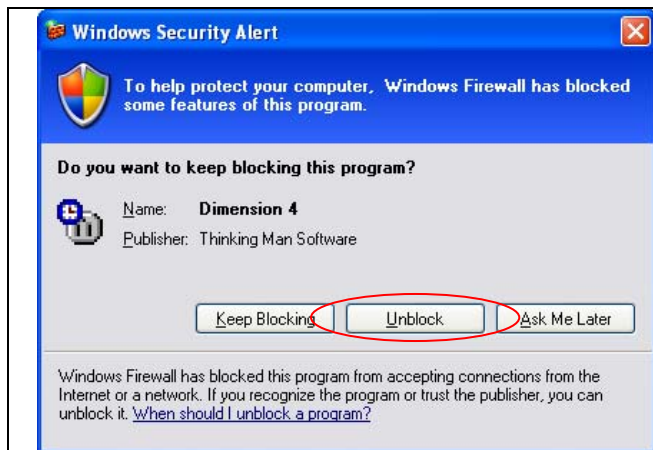 Windows Security Alert
To help protect your computer, Windows Firewall has blocked
some features of this program.
Do you want to keep blocking this program?
Name: Dimension 4
Publisher: Thinking Man Software
Keep Blocking Unblock Ask Me Later
Windows Firewall has blocked this program from accepting connections from the
Internet or a network. If you recognize the program or trust the publisher, you can
unblock it. When should I unblock a program?